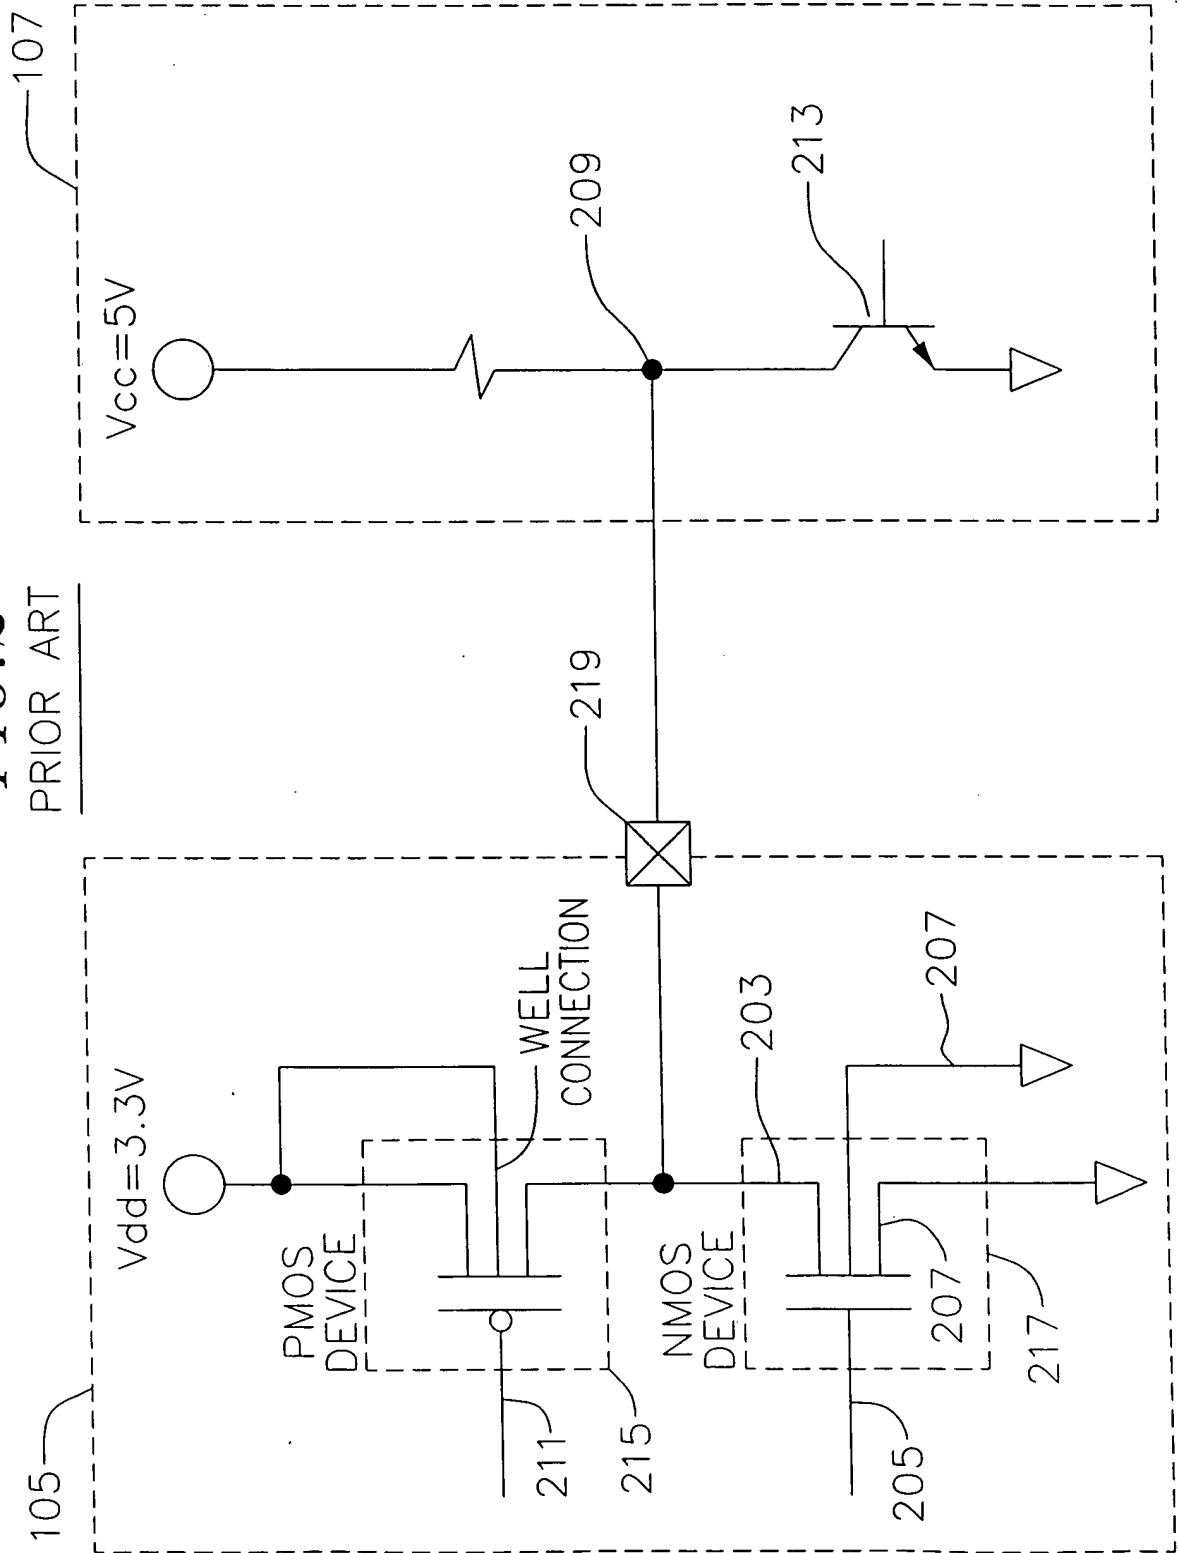 PRIOR ART
105
107
Vdd=3.3V
Vcc=5V
PMOS
DEVICE
WELL
CONNECTION
211
215
219
209
213
NMOS
DEVICE
203
207
205
207
217